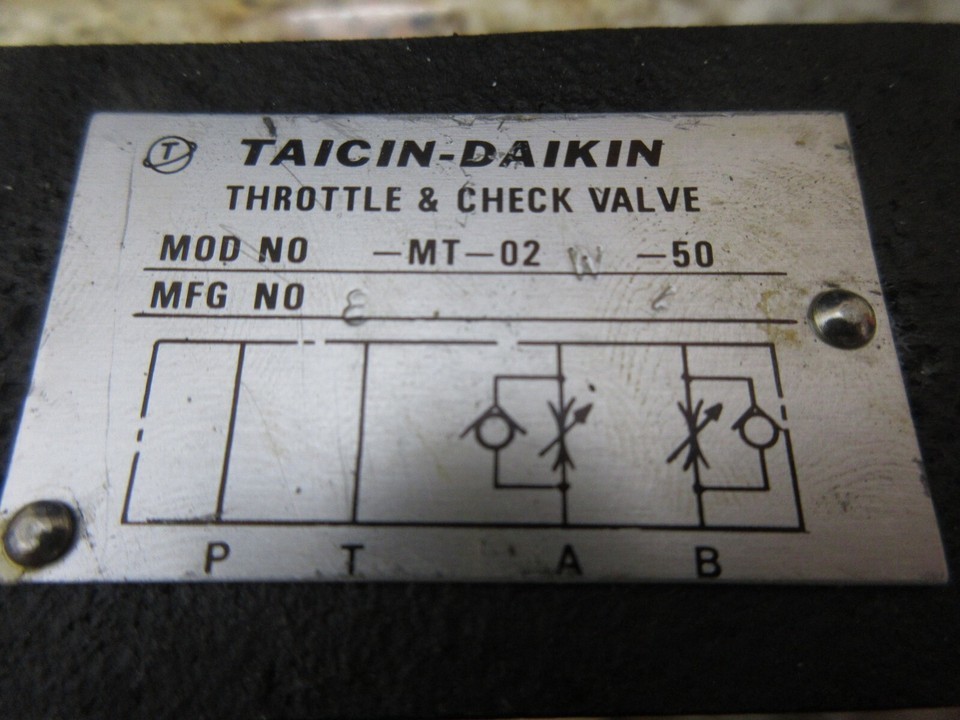 T TAICIN-DAIKIN
THROTTLE & CHECK VALVE
MOD NO -MT-02 W -50
MFG NO
P T A B